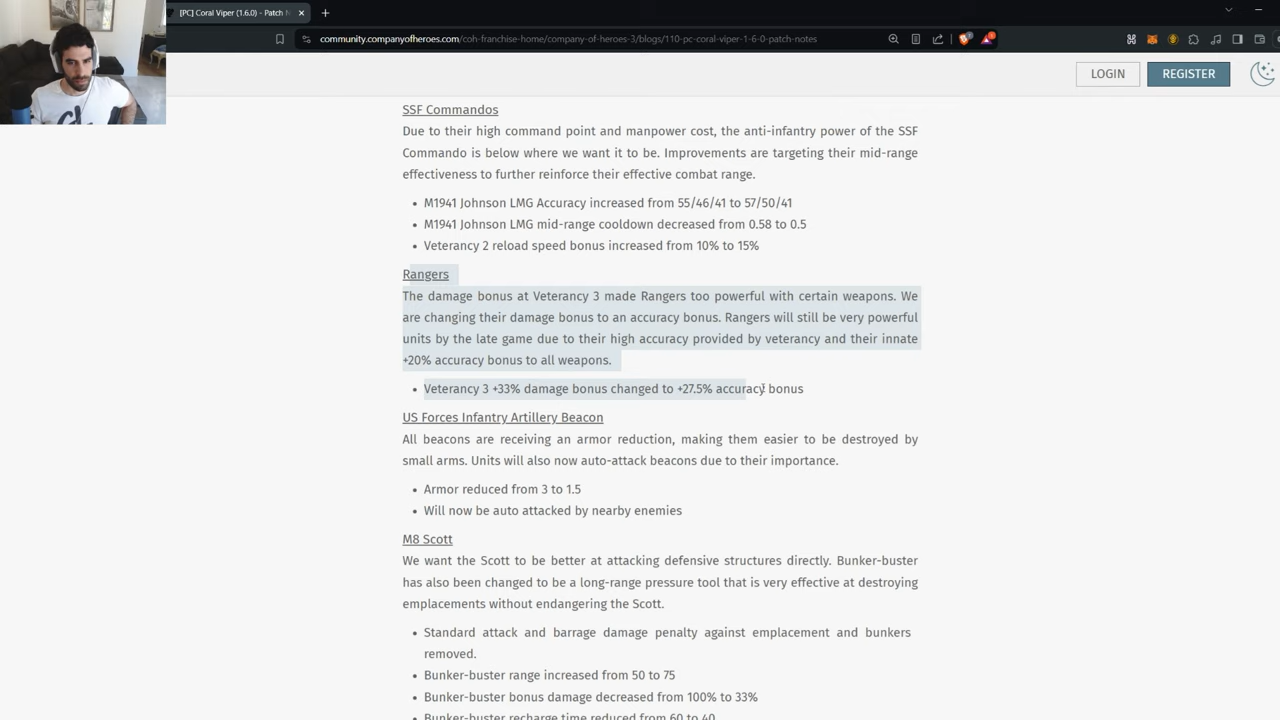 [PC] Coral Viper (1.6.0) - Patch N
community.companyofheroes.com/coh-franchise-home/company-of-heroes-3/blogs/110-pc-coral-viper-1-6-0-patch-notes
LOGIN
REGISTER
SSF Commandos
Due to their high command point and manpower cost, the anti-infantry power of the SSF
Commando is below where we want it to be. Improvements are targeting their mid-range
effectiveness to further reinforce their effective combat range.
• M1941 Johnson LMG Accuracy increased from 55/46/41 to 57/50/41
• M1941 Johnson LMG mid-range cooldown decreased from 0.58 to 0.5
• Veterancy 2 reload speed bonus increased from 10% to 15%
Rangers
The damage bonus at Veterancy 3 made Rangers too powerful with certain weapons. We
are changing their damage bonus to an accuracy bonus. Rangers will still be very powerful
units by the late game due to their high accuracy provided by veterancy and their innate
+20% accuracy bonus to all weapons.
• Veterancy 3 +33% damage bonus changed to +27.5% accuracy bonus
US Forces Infantry Artillery Beacon
All beacons are receiving an armor reduction, making them easier to be destroyed by
small arms. Units will also now auto-attack beacons due to their importance.
• Armor reduced from 3 to 1.5
• Will now be auto attacked by nearby enemies
M8 Scott
We want the Scott to be better at attacking defensive structures directly. Bunker-buster
has also been changed to be a long-range pressure tool that is very effective at destroying
emplacements without endangering the Scott.
• Standard attack and barrage damage penalty against emplacement and bunkers
removed.
• Bunker-buster range increased from 50 to 75
• Bunker-buster bonus damage decreased from 100% to 33%
• Bunker-buster recharge time reduced from 60 to 40